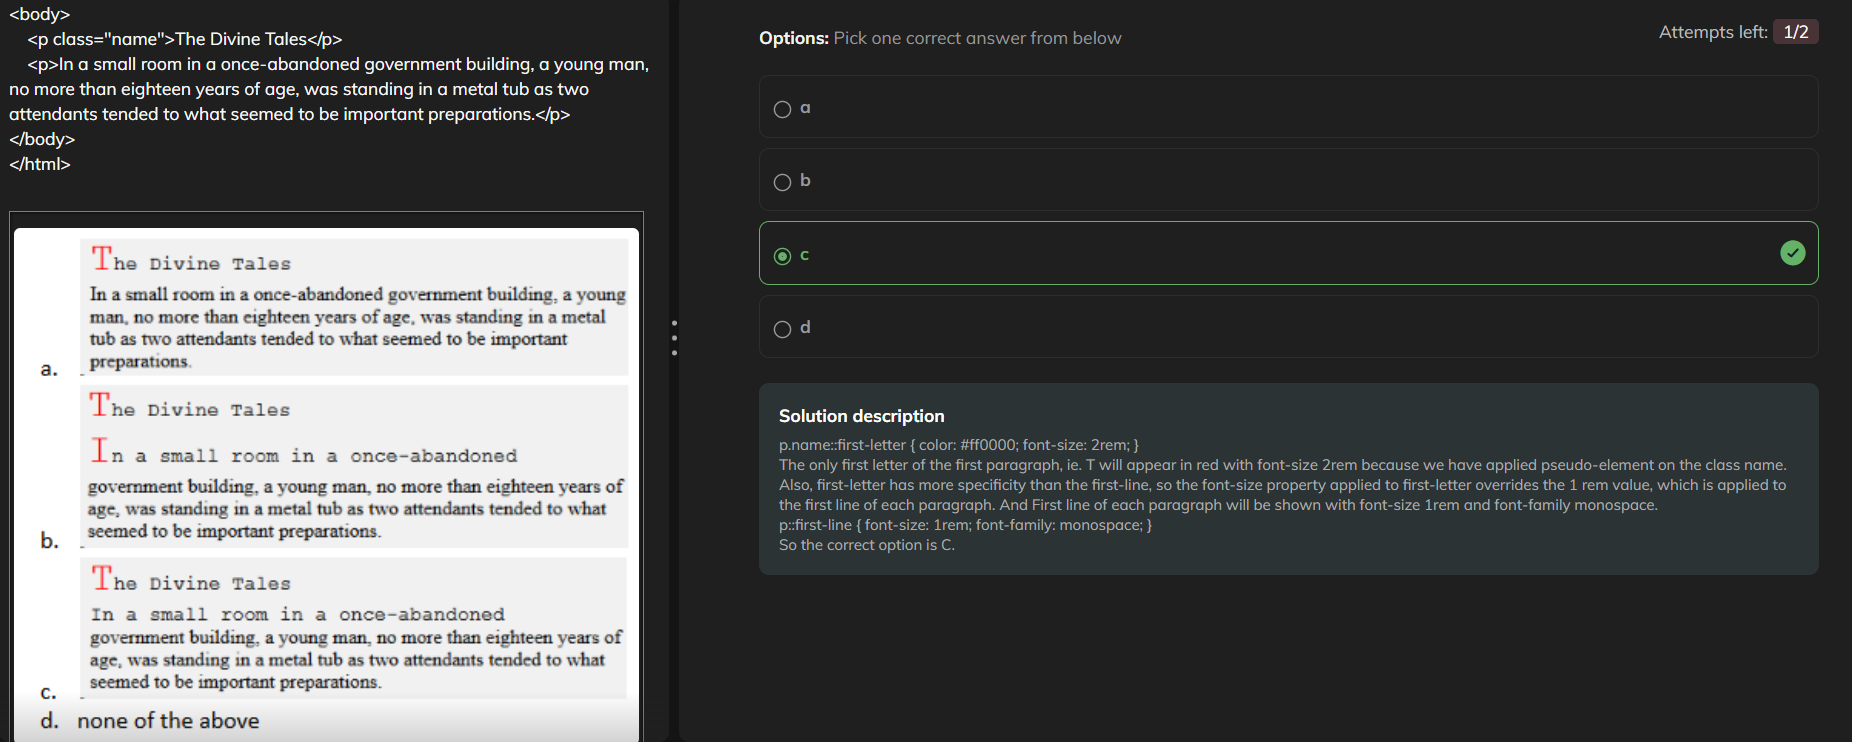 <body>
<p class="name">The Divine Tales</p>
<p>In a small room in a once-abandoned government building, a young man,
no more than eighteen years of age, was standing in a metal tub as two
attendants tended to what seemed to be important preparations.</p>
</body>
</html>
The Divine Tales
In a small room in a once-abandoned government building, a young
man, no more than eighteen years of age, was standing in a metal
tub as two attendants tended to what seemed to be important
a. preparations.
The Divine Tales
In a small room in a once-abandoned
government building, a young man, no more than eighteen years of
age, was standing in a metal tub as two attendants tended to what
b. seemed to be important preparations.
The Divine Tales
In a small room in a once-abandoned
government building, a young man, no more than eighteen years of
age, was standing in a metal tub as two attendants tended to what
c. seemed to be important preparations.
d. none of the above
Options: Pick one correct answer from below
Attempts left: 1/2
a
b
c
d
Solution description
p.name::first-letter { color: #ff0000; font-size: 2rem; }
The only first letter of the first paragraph, ie. T will appear in red with font-size 2rem because we have applied pseudo-element on the class name.
Also, first-letter has more specificity than the first-line, so the font-size property applied to first-letter overrides the 1 rem value, which is applied to
the first line of each paragraph. And First line of each paragraph will be shown with font-size 1rem and font-family monospace.
p::first-line { font-size: 1rem; font-family: monospace; }
So the correct option is C.